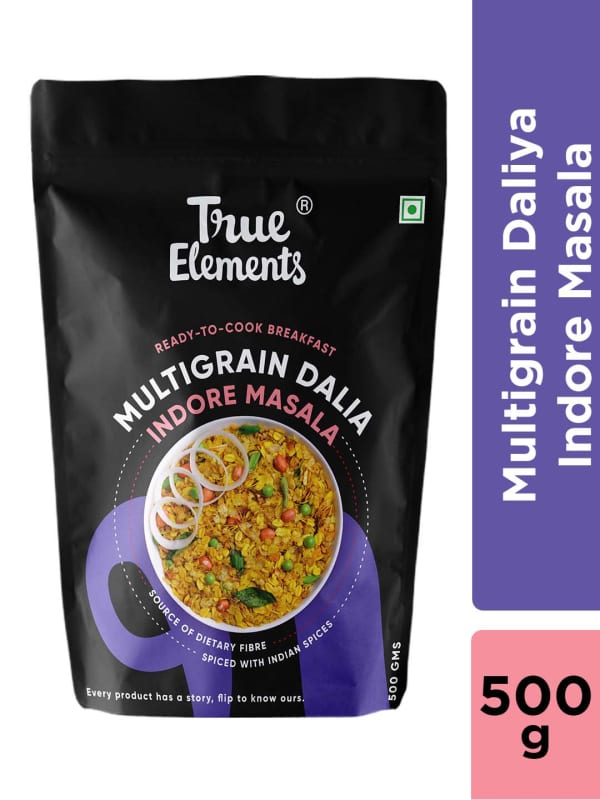 True ®
Elements
READY-TO-COOK BREAKFAST
MULTIGRAIN DALIA
INDORE MASALA
SOURCE OF DIETARY FIBRE
SPICED WITH INDIAN SPICES
Every product has a story, flip to know ours.
500 GMS
Multigrain Daliya
Indore Masala
500
g